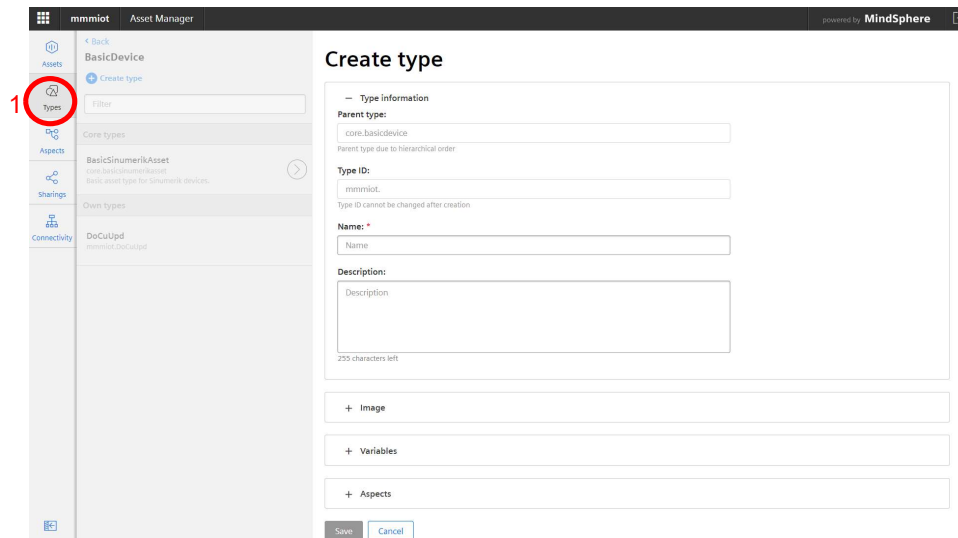 mmmiot Asset Manager powered by MindSphere
Assets
1
Types
Aspects
Sharings
Connectivity
< Back
BasicDevice
Create type
Filter
Core types
BasicSinumerikAsset
core.basicsinumerikasset
Basic asset type for Sinumerik devices.
Own types
DoCuUpd
mmmiot.DoCuUpd
Create type
− Type information
Parent type:
core.basicdevice
Parent type due to hierarchical order
Type ID:
mmmiot.
Type ID cannot be changed after creation
Name: *
Name
Description:
Description
255 characters left
+ Image
+ Variables
+ Aspects
Save Cancel